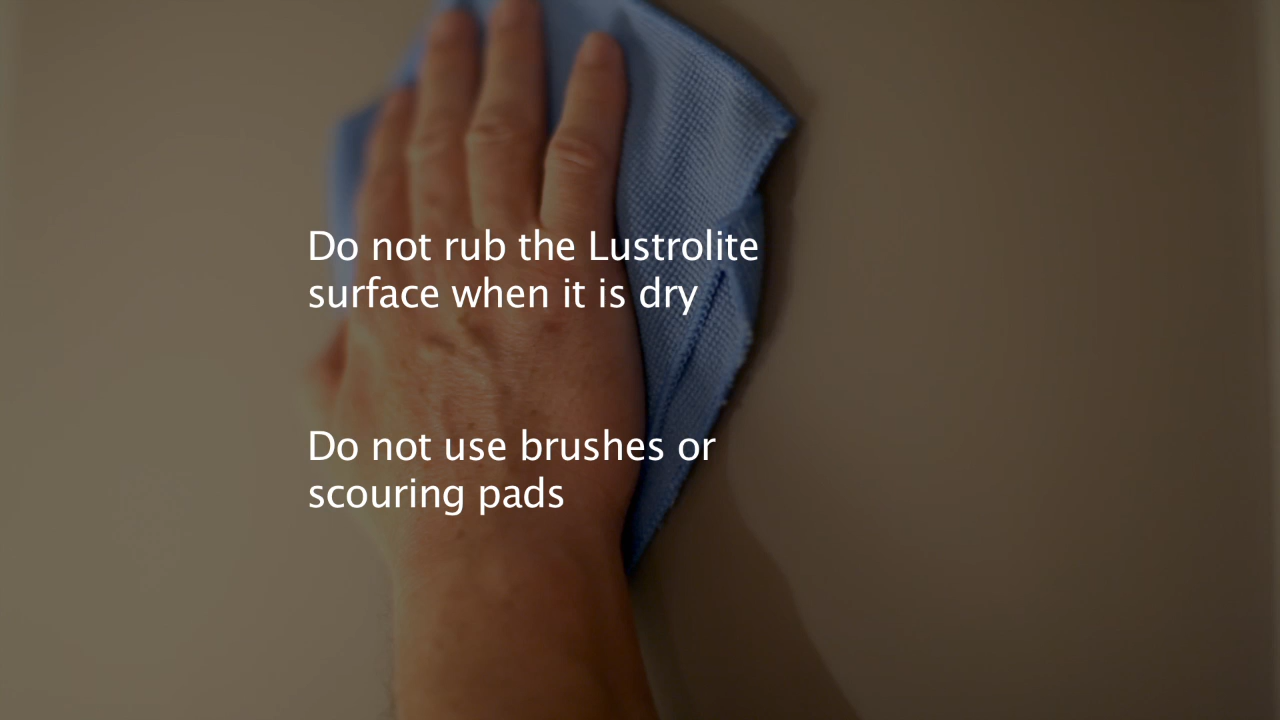 Do not rub the Lustrolite
surface when it is dry
Do not use brushes or
scouring pads